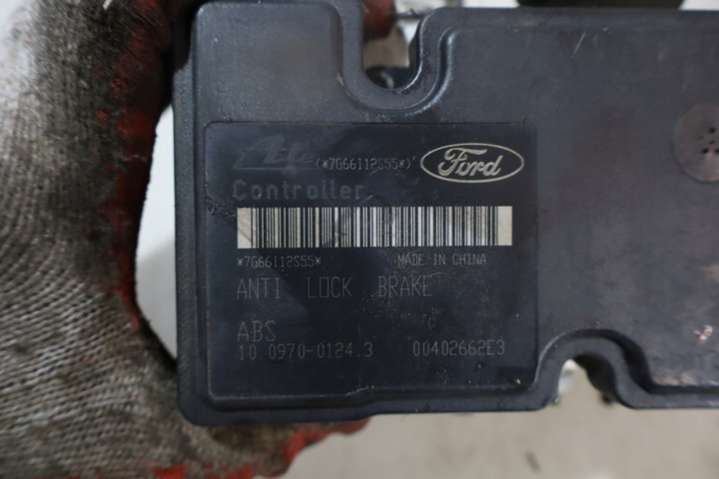 Ate (*7G66112S55*) Ford
Controller
*7G66112S55* MADE IN CHINA
ANTI LOCK BRAKE
ABS
10.0970-0124.3 00402662E3